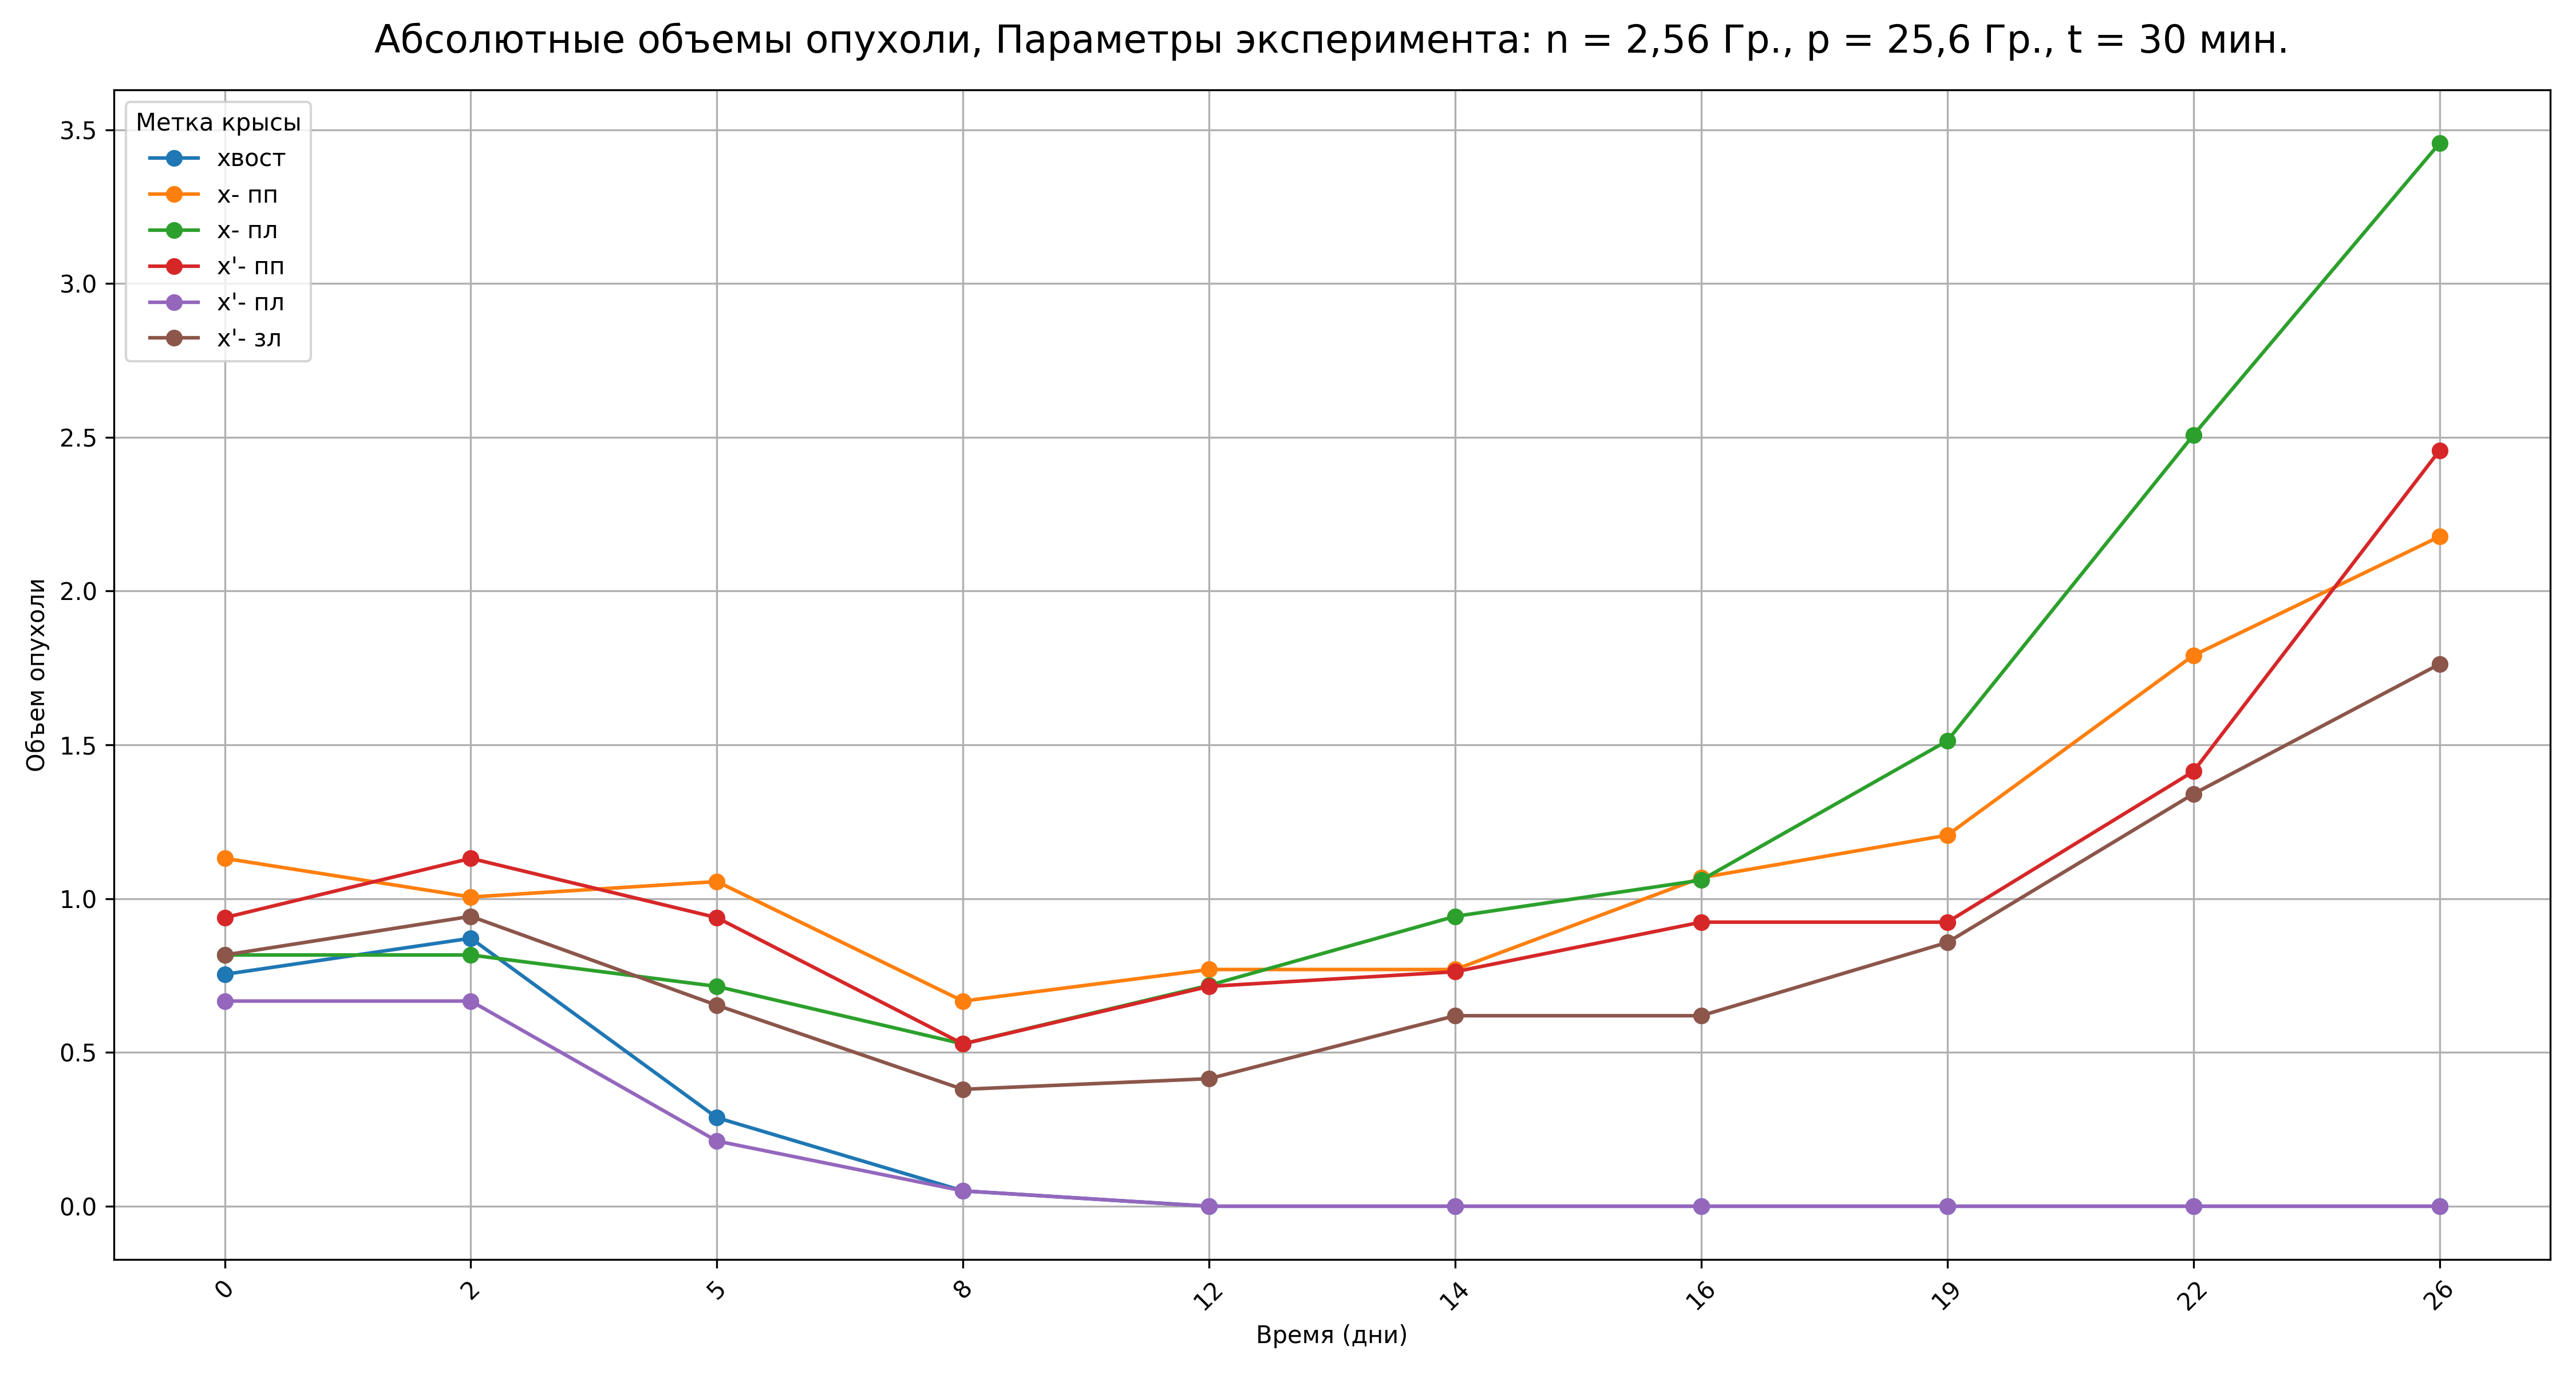 Абсолютные объемы опухоли, Параметры эксперимента: n = 2,56 Гр., p = 25,6 Гр., t = 30 мин.
Метка крысы
хвост
х- пп
х- пл
х'- пп
х'- пл
х'- зл
Объем опухоли
3.5
3.0
2.5
2.0
1.5
1.0
0.5
0.0
0 2 5 8 12 14 16 19 22 26
Время (дни)